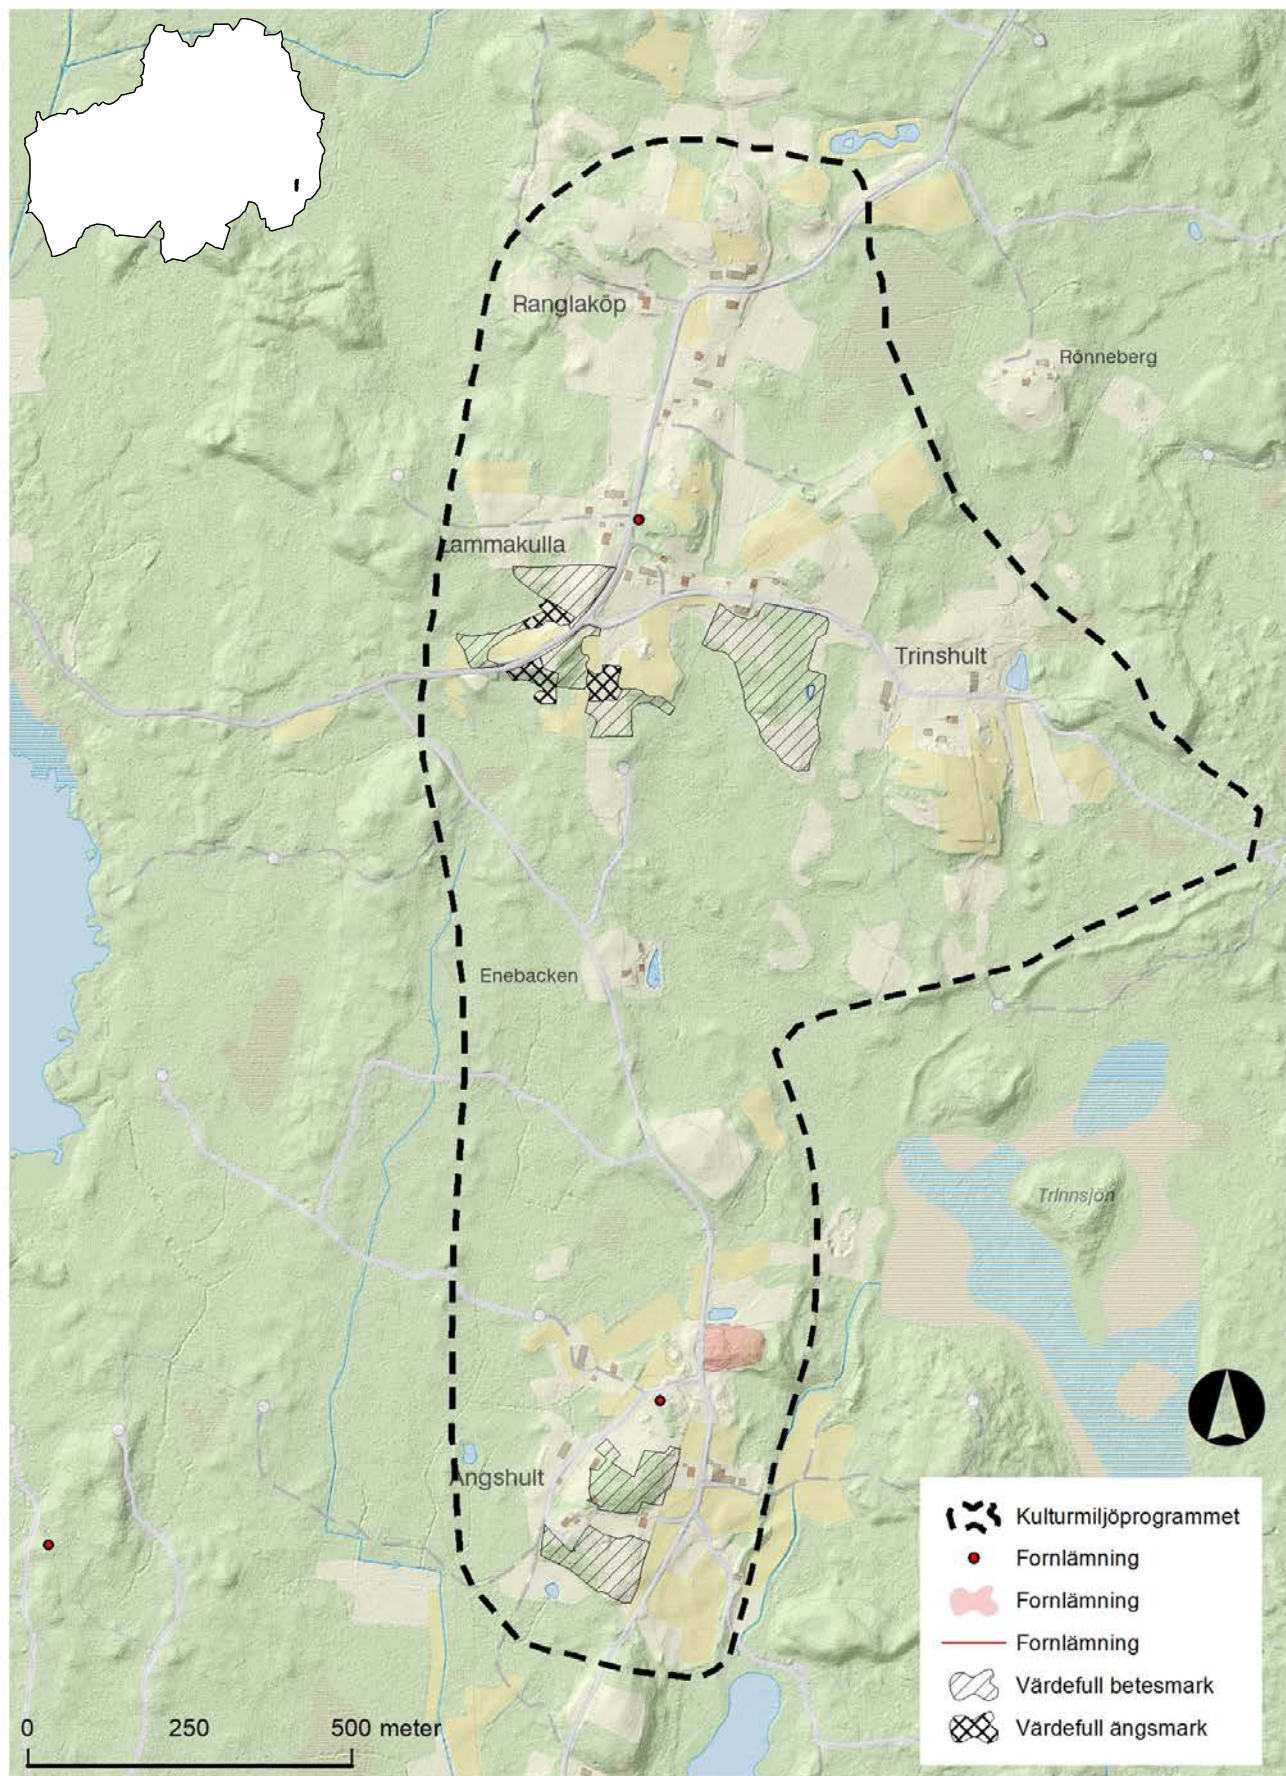 Ranglaköp
Rönneberg
Lammakulla
Trinshult
Enebacken
Trinnsjön
Ängshult
Kulturmiljöprogrammet
Fornlämning
Fornlämning
Fornlämning
Värdefull betesmark
Värdefull ängsmark
0 250 500 meter